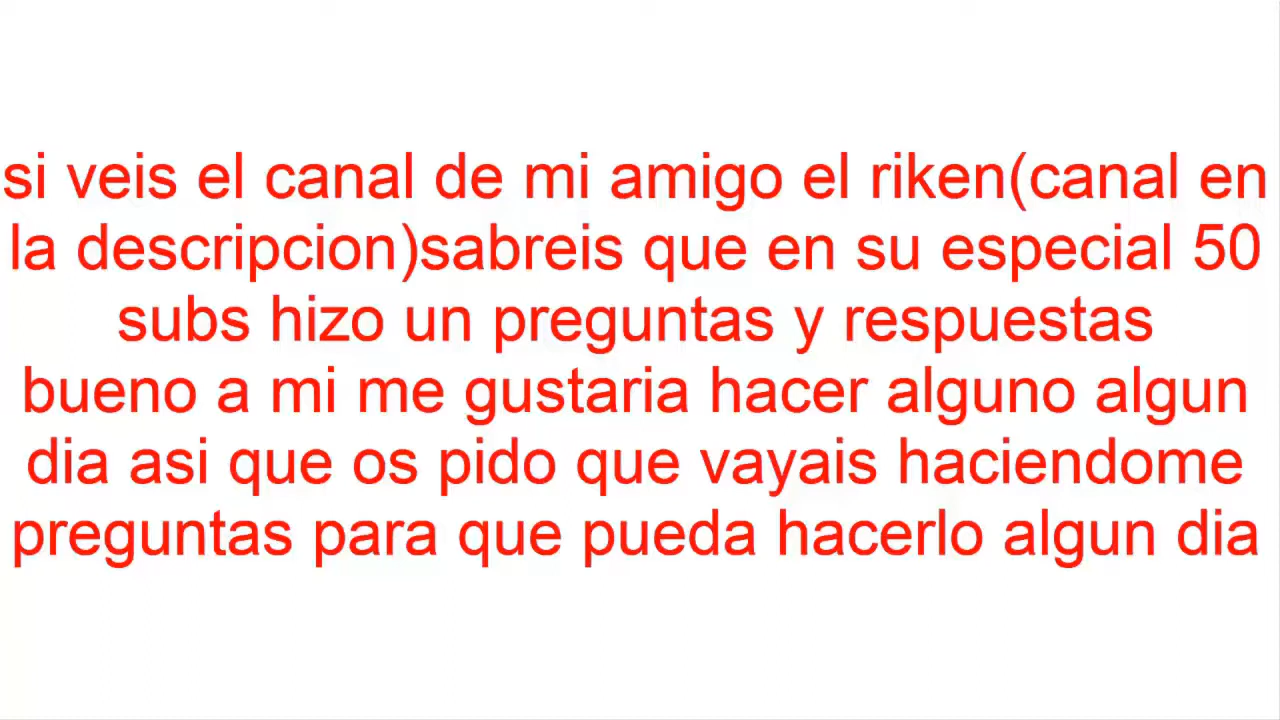 si veis el canal de mi amigo el riken(canal en
la descripcion)sabreis que en su especial 50
subs hizo un preguntas y respuestas
bueno a mi me gustaria hacer alguno algun
dia asi que os pido que vayais haciendome
preguntas para que pueda hacerlo algun dia